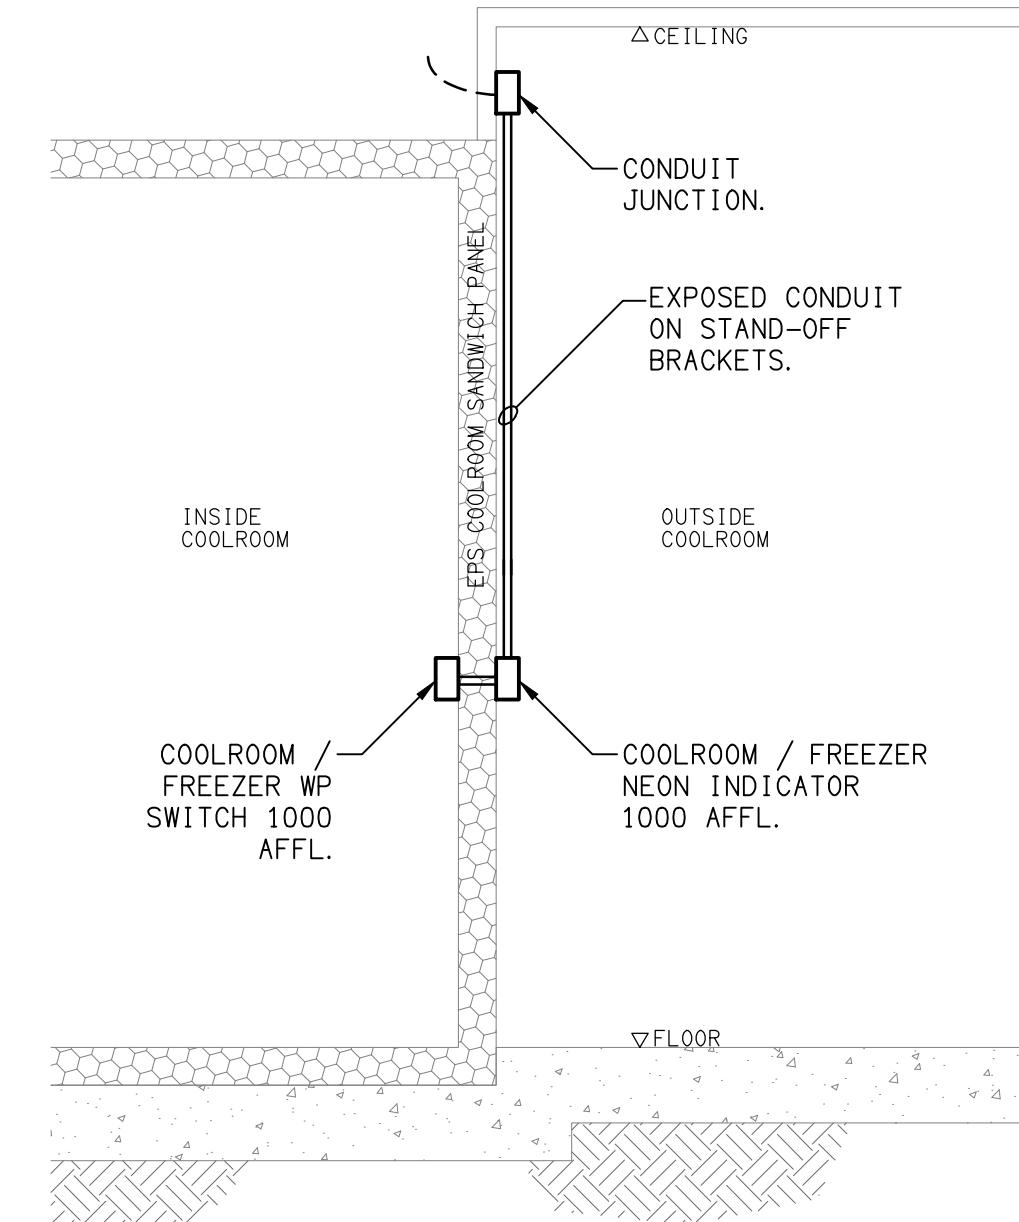 CEILING
CONDUIT
JUNCTION.
EXPOSED CONDUIT
ON STAND-OFF
BRACKETS.
EPS COOLROOM SANDWICH PANEL
INSIDE
COOLROOM
OUTSIDE
COOLROOM
COOLROOM /
FREEZER WP
SWITCH 1000
AFFL.
COOLROOM / FREEZER
NEON INDICATOR
1000 AFFL.
FLOOR